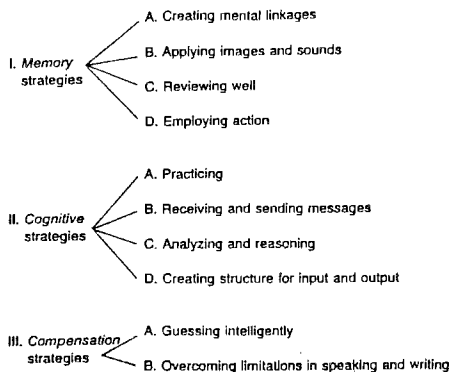 I. Memory strategies
A. Creating mental linkages
B. Applying images and sounds
C. Reviewing well
D. Employing action
II. Cognitive strategies
A. Practicing
B. Receiving and sending messages
C. Analyzing and reasoning
D. Creating structure for input and output
III. Compensation strategies
A. Guessing intelligently
B. Overcoming limitations in speaking and writing